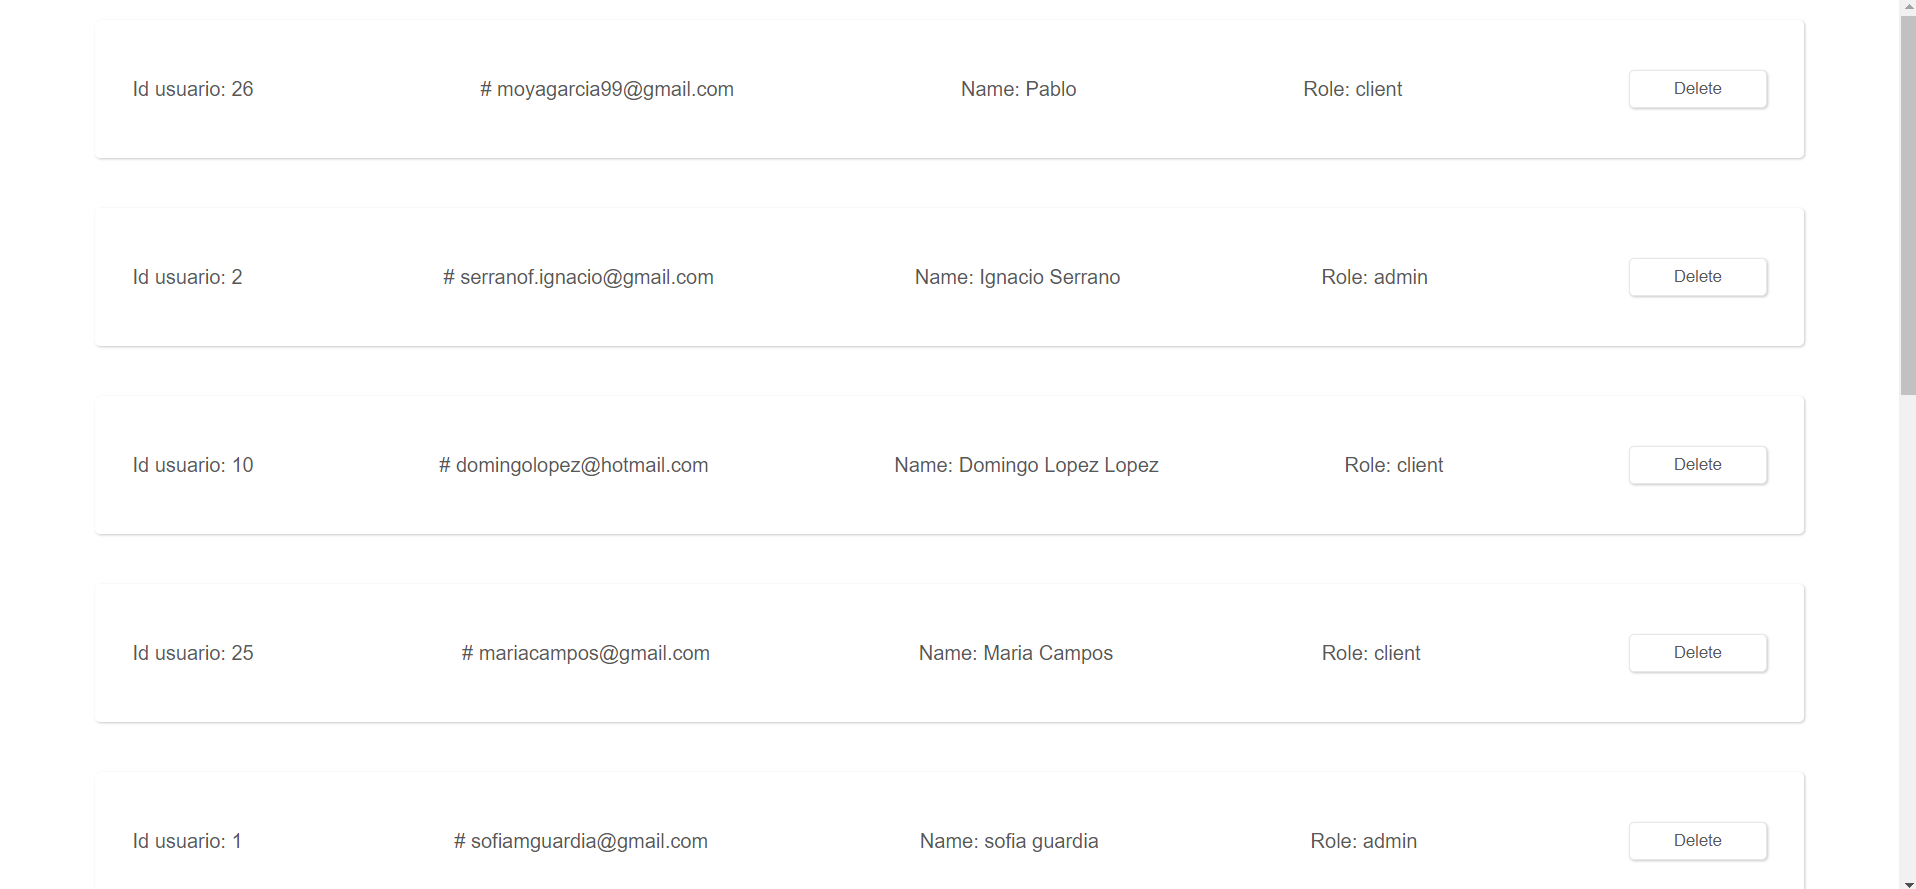 Id usuario: 26 # moyagarcia99@gmail.com Name: Pablo Role: client Delete
Id usuario: 2 # serranof.ignacio@gmail.com Name: Ignacio Serrano Role: admin Delete
Id usuario: 10 # domingolopez@hotmail.com Name: Domingo Lopez Lopez Role: client Delete
Id usuario: 25 # mariacampos@gmail.com Name: Maria Campos Role: client Delete
Id usuario: 1 # sofiamguardia@gmail.com Name: sofia guardia Role: admin Delete